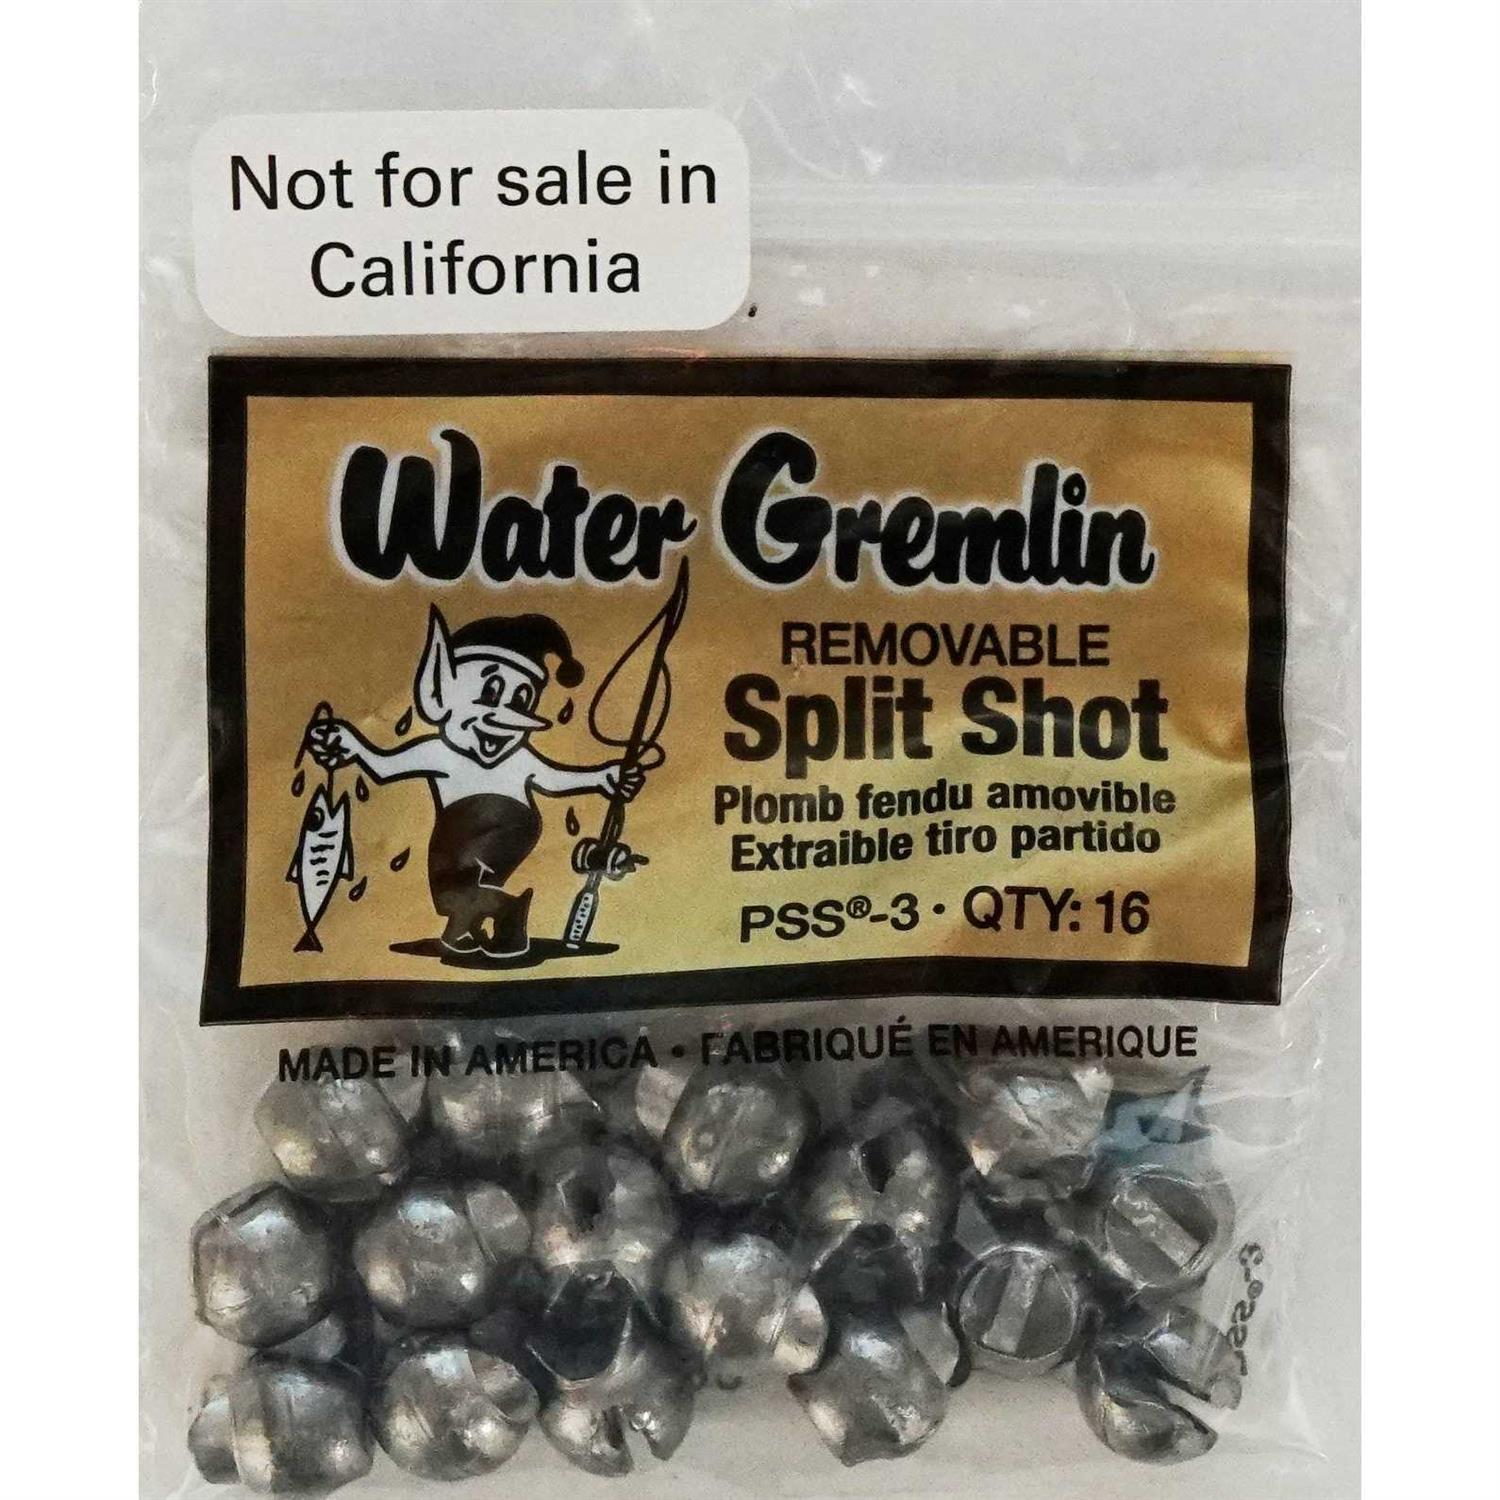 Not for sale in
California
Water Gremlin
REMOVABLE
Split Shot
Plomb fendu amovible
Extraible tiro partido
PSS®-3 • QTY: 16
MADE IN AMERICA • FABRIQUÉ EN AMERIQUE